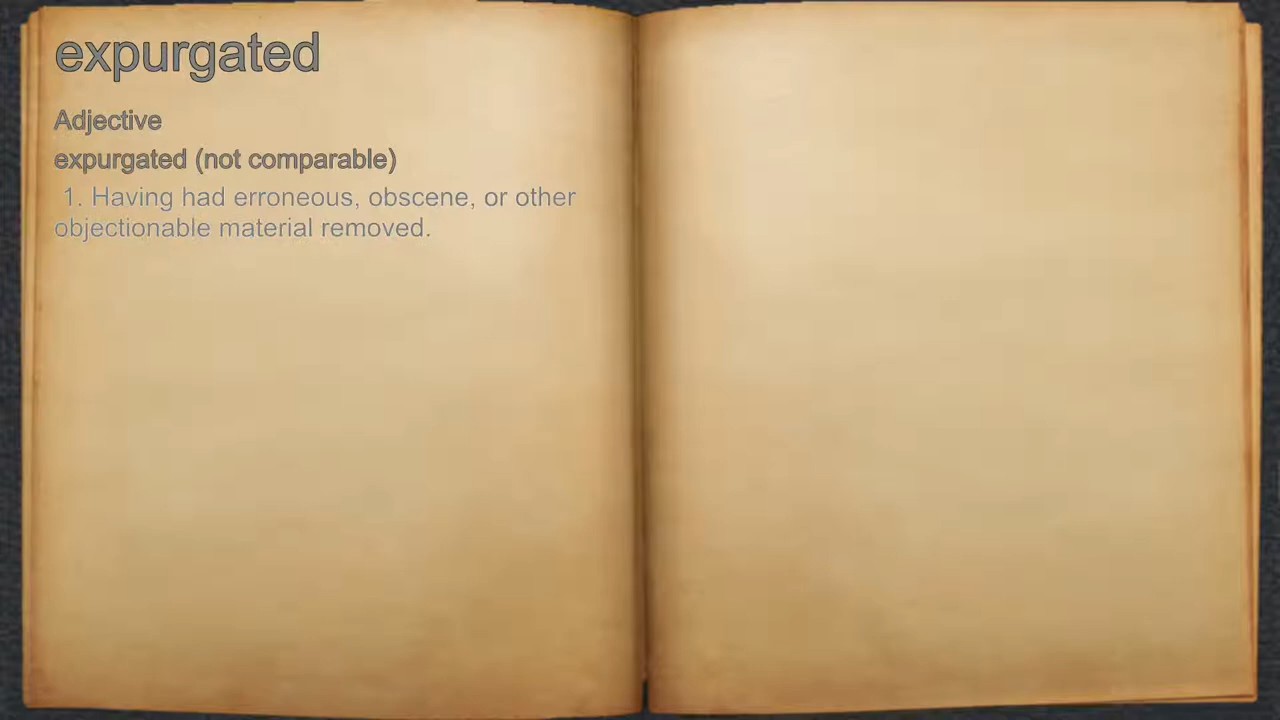 expurgated
Adjective
expurgated (not comparable)
1. Having had erroneous, obscene, or other
objectionable material removed.